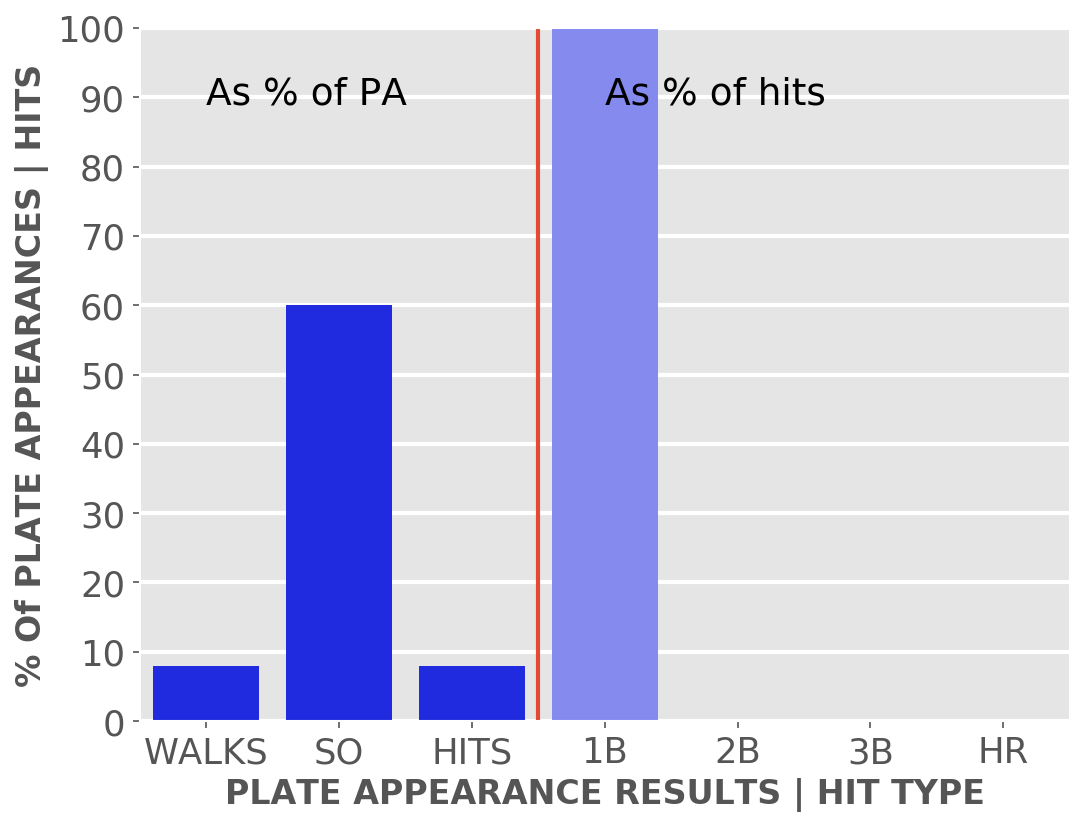 100
90
80
70
60
50
40
30
20
10
0
% Of PLATE APPEARANCES | HITS
As % of PA
As % of hits
WALKS SO HITS 1B 2B 3B HR
PLATE APPEARANCE RESULTS | HIT TYPE